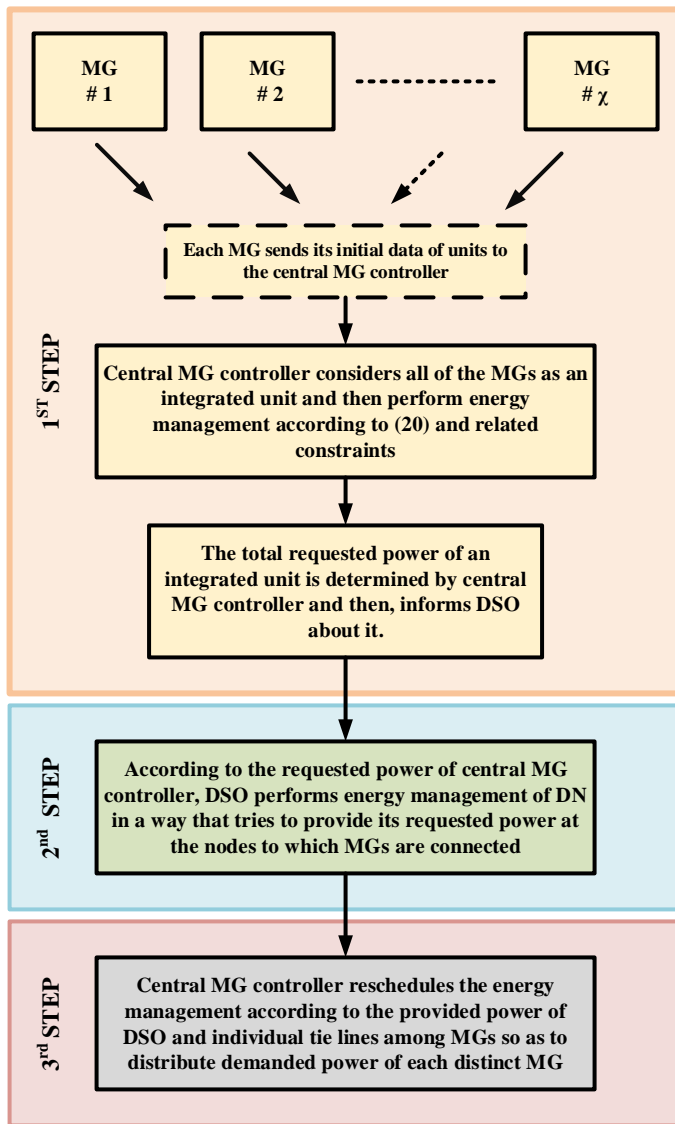 MG
# 1
MG
# 2
MG
# χ
Each MG sends its initial data of units to
the central MG controller
1ST STEP
Central MG controller considers all of the MGs as an
integrated unit and then perform energy
management according to (20) and related
constraints
The total requested power of an
integrated unit is determined by central
MG controller and then, informs DSO
about it.
2nd STEP
According to the requested power of central MG
controller, DSO performs energy management of DN
in a way that tries to provide its requested power at
the nodes to which MGs are connected
3rd STEP
Central MG controller reschedules the energy
management according to the provided power of
DSO and individual tie lines among MGs so as to
distribute demanded power of each distinct MG